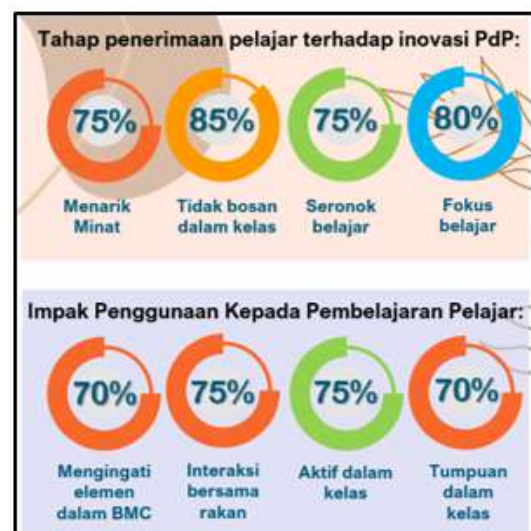 Tahap penerimaan pelajar terhadap inovasi PdP:
75% 85% 75% 80%
Menarik Minat
Tidak bosan dalam kelas
Seronok belajar
Fokus belajar
Impak Penggunaan Kepada Pembelajaran Pelajar:
70% 75% 75% 70%
Mengingati elemen dalam BMC
Interaksi bersama rakan
Aktif dalam kelas
Tumpuan dalam kelas